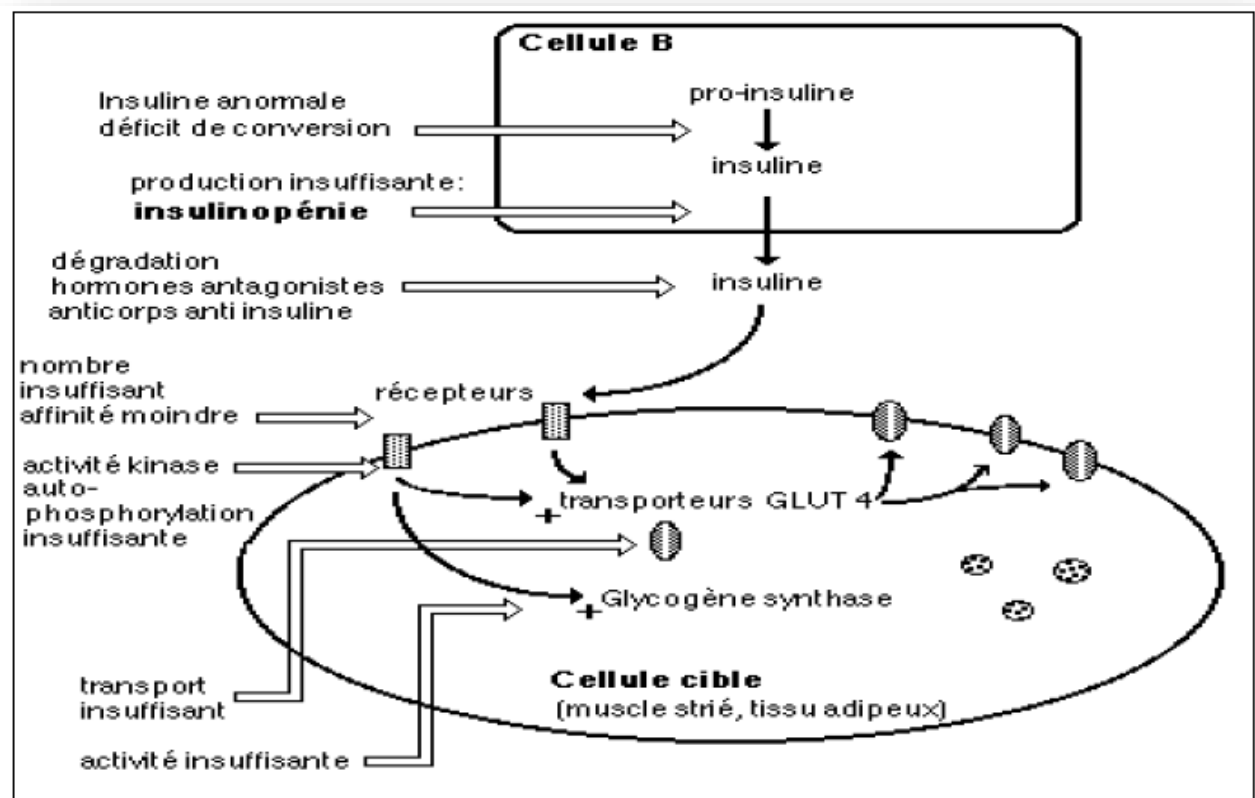 Cellule B
pro-insuline
Insuline anormale
déficit de conversion
insuline
production insuffisante:
insulinopénie
dégradation
hormones antagonistes
anticorps anti insuline
insuline
nombre
insuffisant
affinité moindre
récepteurs
activité kinase
auto-
phosphorylation
insuffisante
+ transporteurs GLUT 4
+ Glycogène synthase
transport
insuffisant
Cellule cible
(muscle strié, tissu adipeux)
activité insuffisante